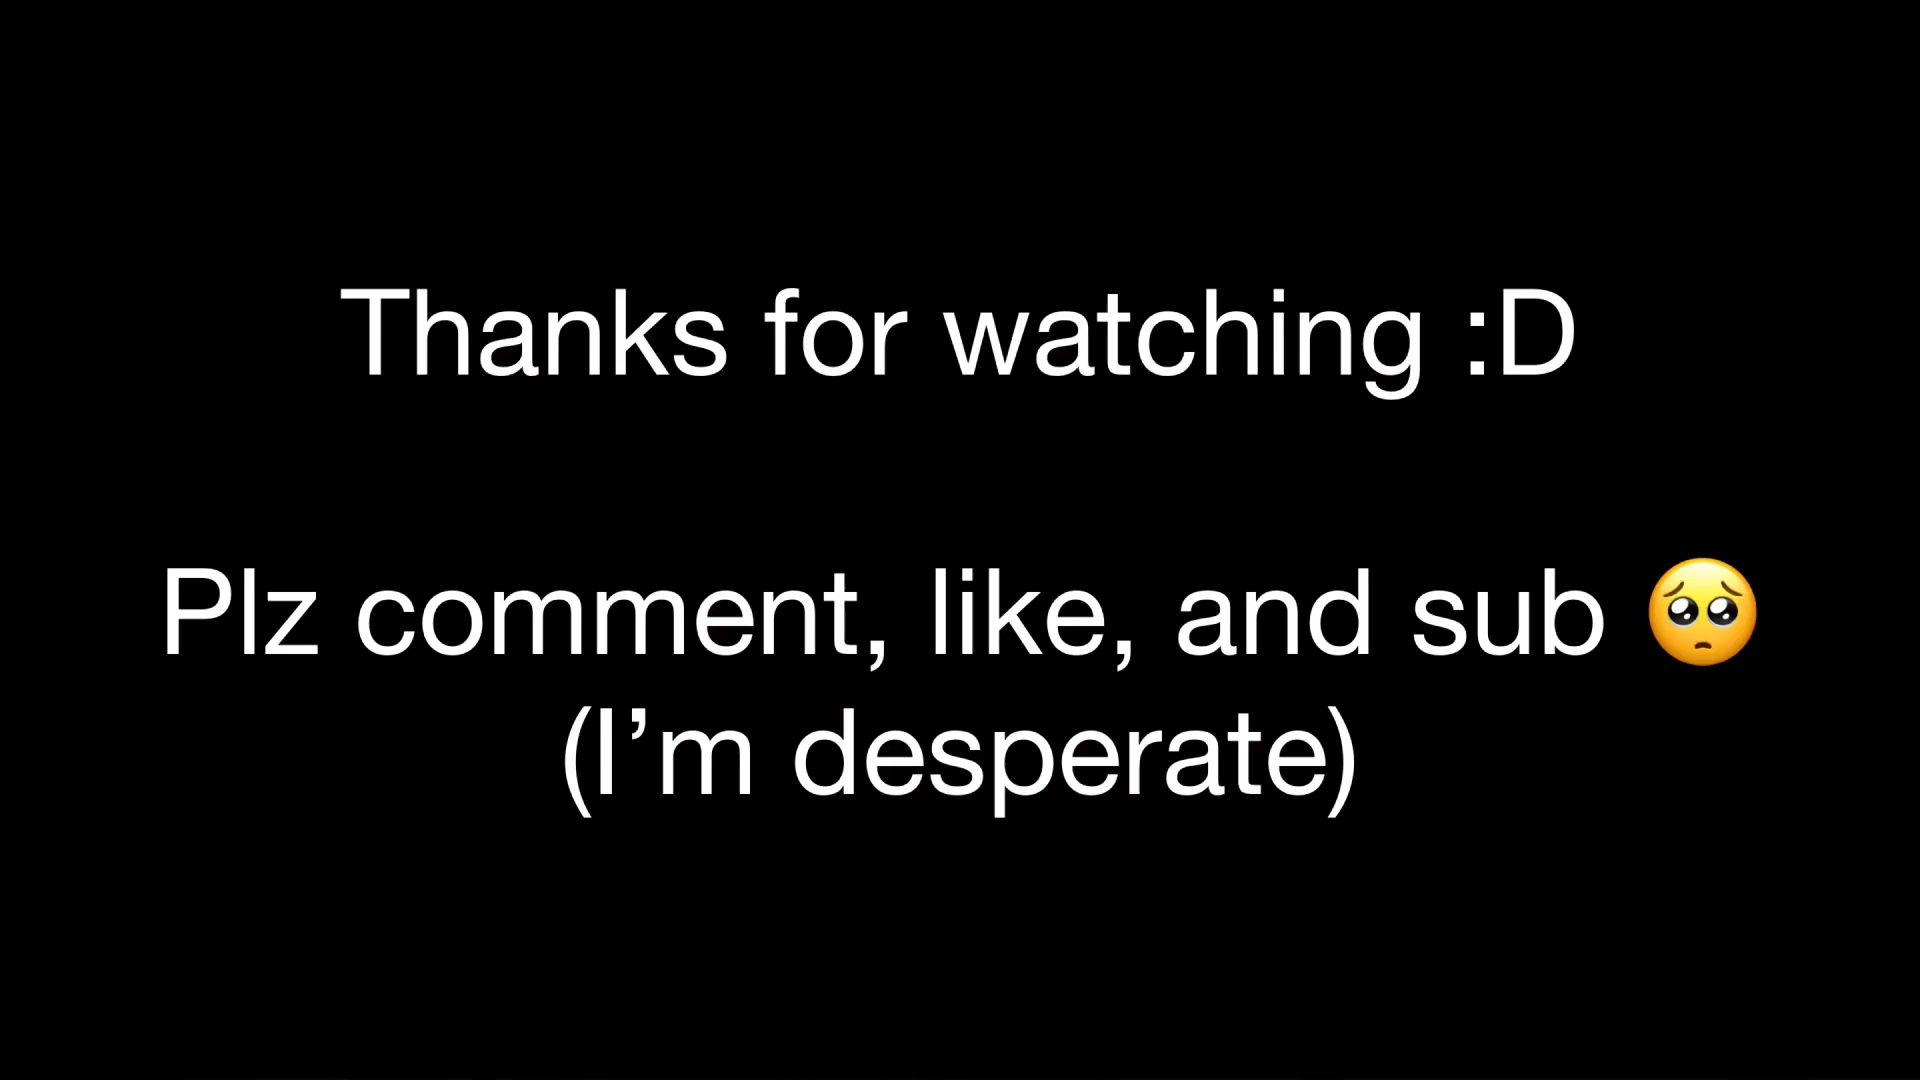 Thanks for watching :D
Plz comment, like, and sub 🥺
(I’m desperate)